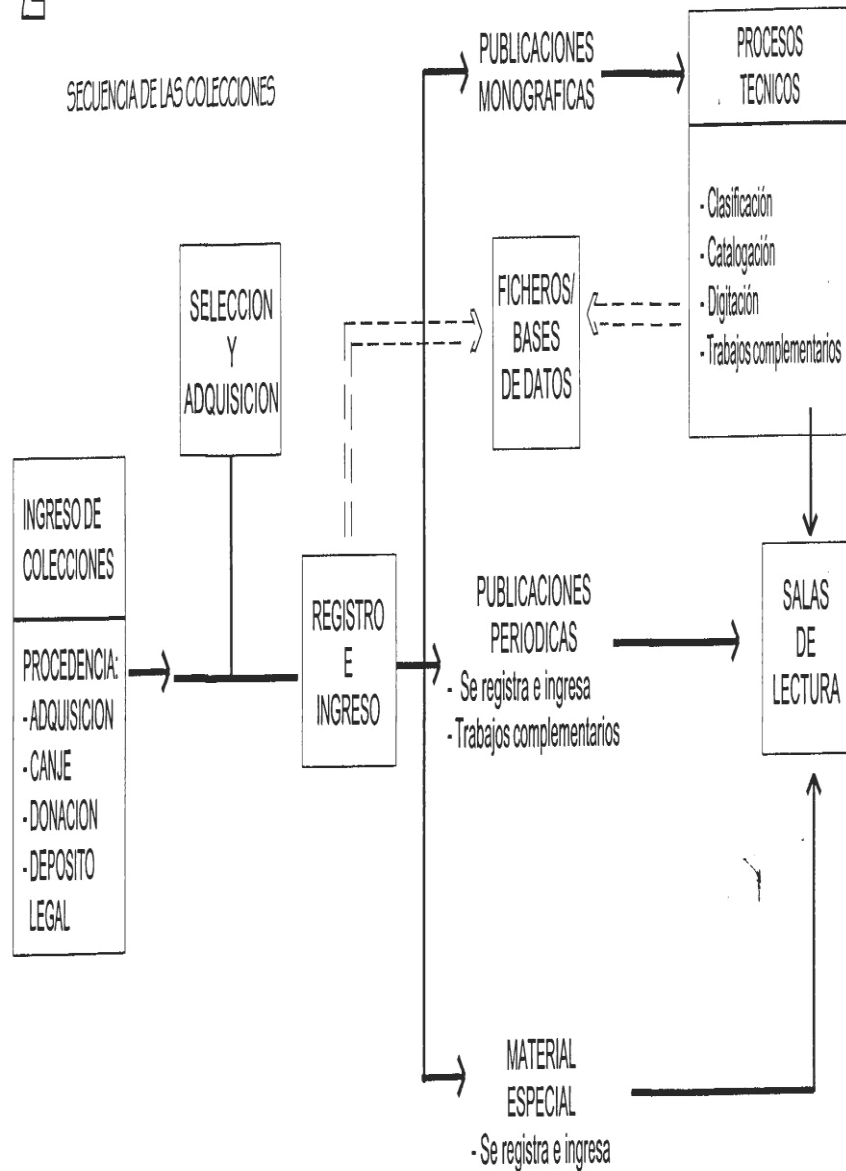 SECUENCIA DE LAS COLECCIONES
INGRESO DE
COLECCIONES
PROCEDENCIA:
- ADQUISICION
- CANJE
- DONACION
- DEPOSITO
LEGAL
SELECCION
Y
ADQUISICION
REGISTRO
E
INGRESO
PUBLICACIONES
MONOGRAFICAS
PROCESOS
TECNICOS
- Clasificación
- Catalogación
- Digitación
- Trabajos complementarios
FICHEROS/
BASES
DE DATOS
PUBLICACIONES
PERIODICAS
- Se registra e ingresa
- Trabajos complementarios
SALAS
DE
LECTURA
MATERIAL
ESPECIAL
- Se registra e ingresa